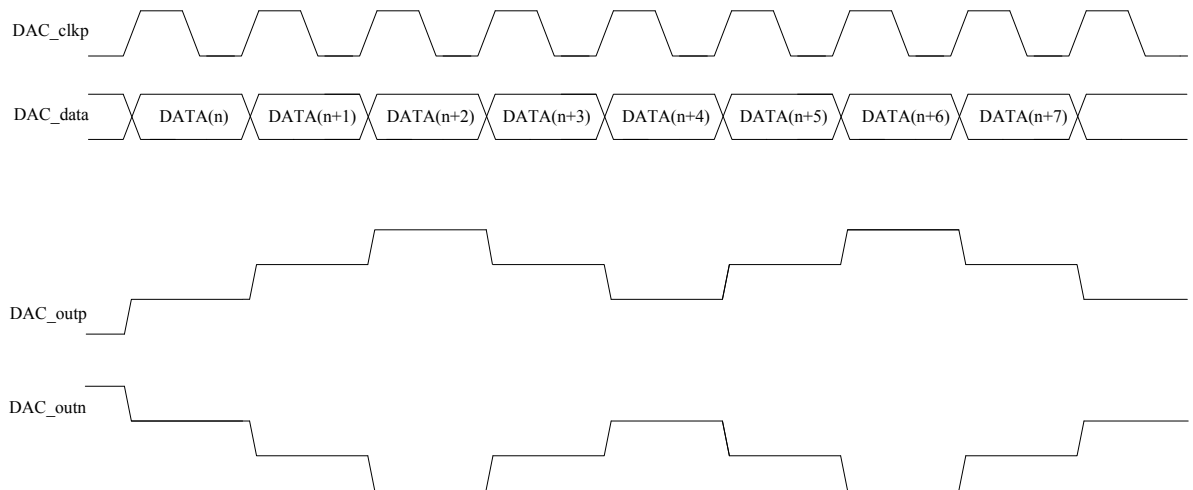 DAC_clkp
DAC_data
DATA(n) DATA(n+1) DATA(n+2) DATA(n+3) DATA(n+4) DATA(n+5) DATA(n+6) DATA(n+7)
DAC_outp
DAC_outn